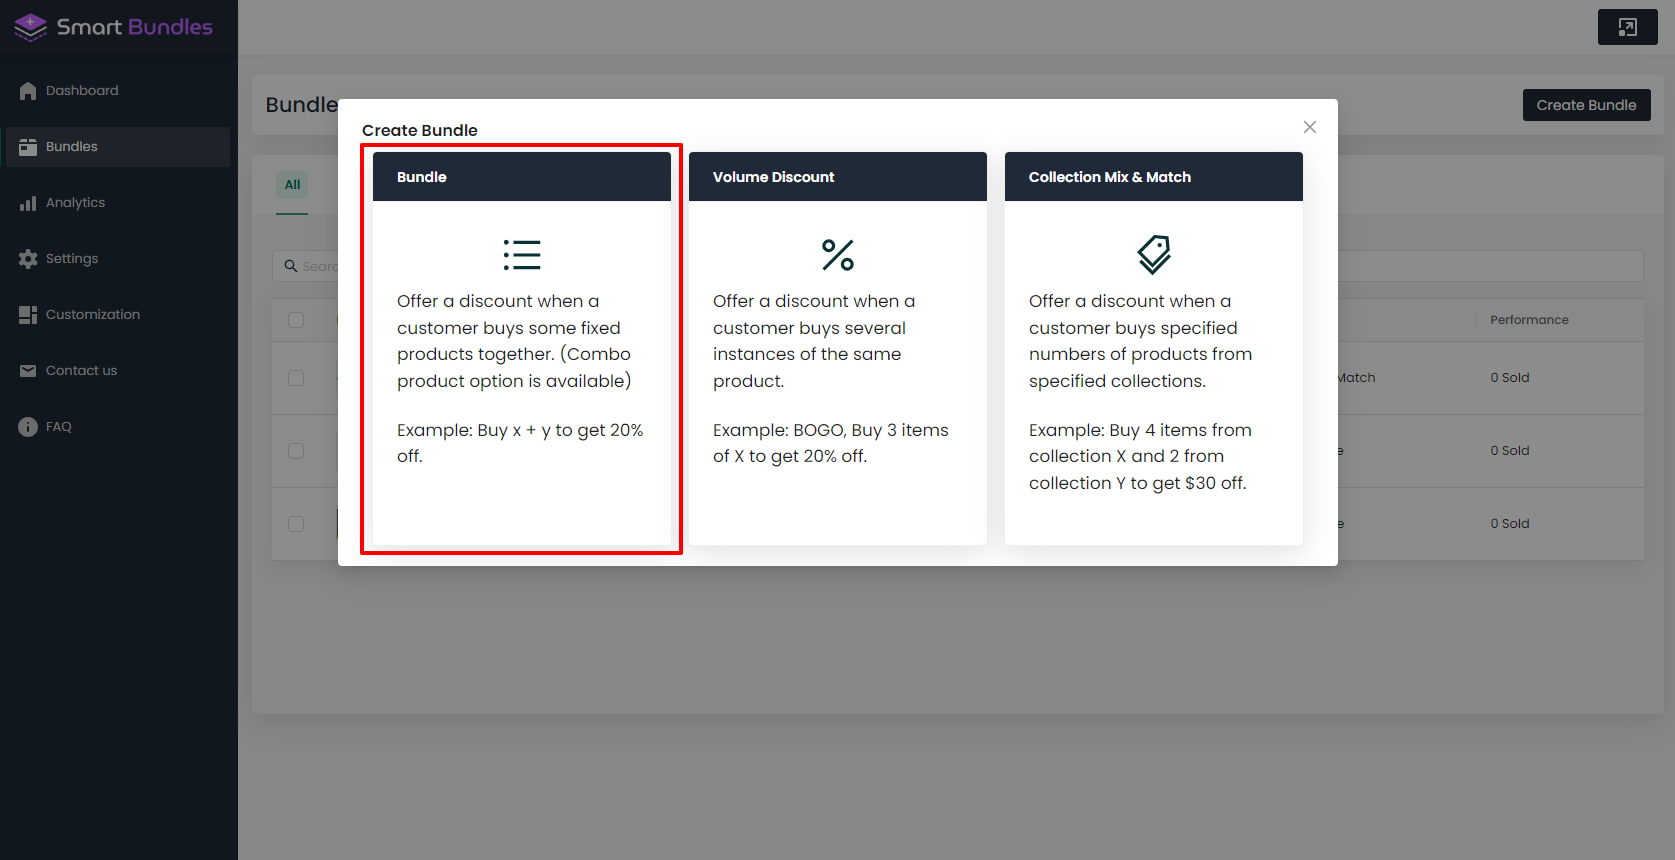 Smart Bundles
Dashboard
Bundles
Analytics
Settings
Customization
Contact us
FAQ
Bundle
Create Bundle
All
Searc
Performance
Match
0 Sold
e
0 Sold
e
0 Sold
Create Bundle
Bundle
Offer a discount when a
customer buys some fixed
products together. (Combo
product option is available)
Example: Buy x + y to get 20%
off.
Volume Discount
Offer a discount when a
customer buys several
instances of the same
product.
Example: BOGO, Buy 3 items
of X to get 20% off.
Collection Mix & Match
Offer a discount when a
customer buys specified
numbers of products from
specified collections.
Example: Buy 4 items from
collection X and 2 from
collection Y to get $30 off.